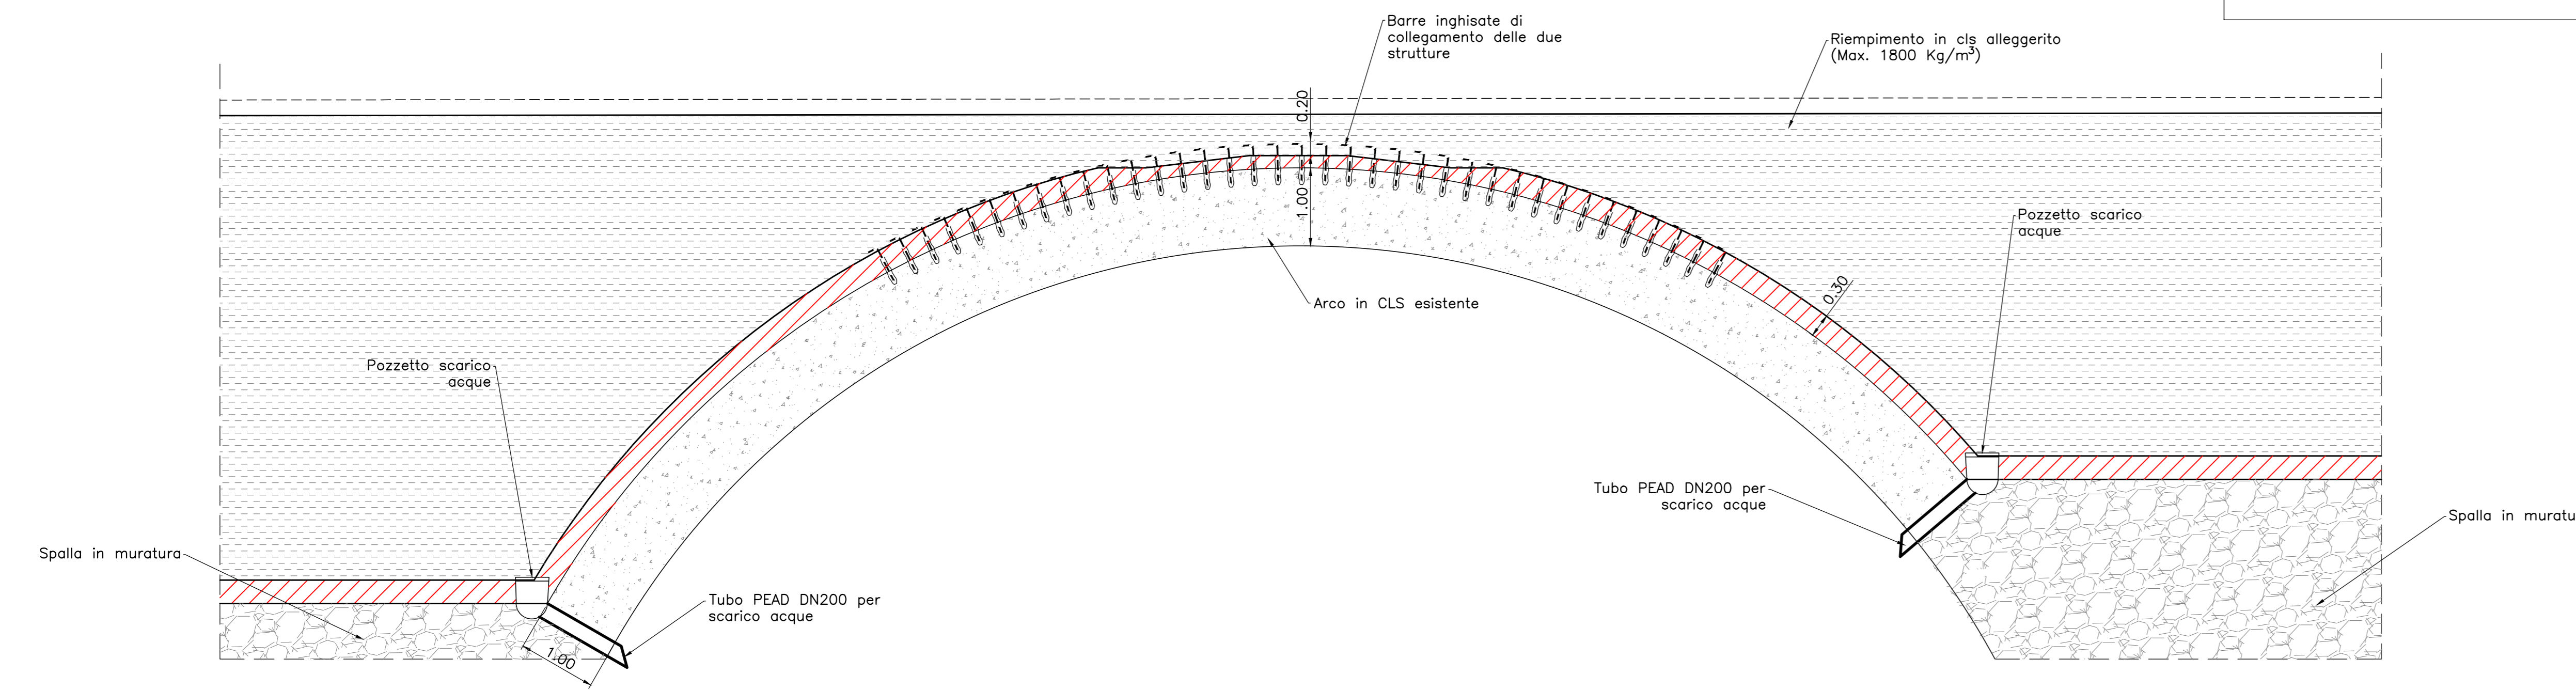 Barre inghisate di
collegamento delle due
strutture
Riempimento in cls alleggerito
(Max. 1800 Kg/m³)
0.20
1.00
Pozzetto scarico
acque
0.30
Arco in CLS esistente
Pozzetto scarico
acque
Tubo PEAD DN200 per
scarico acque
Spalla in muratu
Spalla in muratura
Tubo PEAD DN200 per
scarico acque
1.00